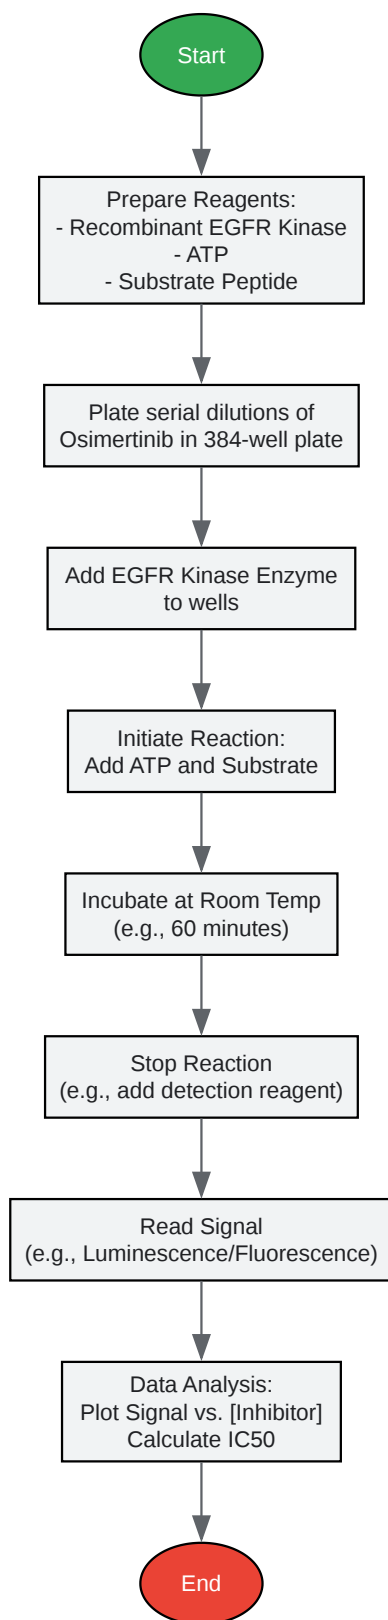 Start
Prepare Reagents:
- Recombinant EGFR Kinase
- ATP
- Substrate Peptide
Plate serial dilutions of
Osimertinib in 384-well plate
Add EGFR Kinase Enzyme
to wells
Initiate Reaction:
Add ATP and Substrate
Incubate at Room Temp
(e.g., 60 minutes)
Stop Reaction
(e.g., add detection reagent)
Read Signal
(e.g., Luminescence/Fluorescence)
Data Analysis:
Plot Signal vs. [Inhibitor]
Calculate IC50
End